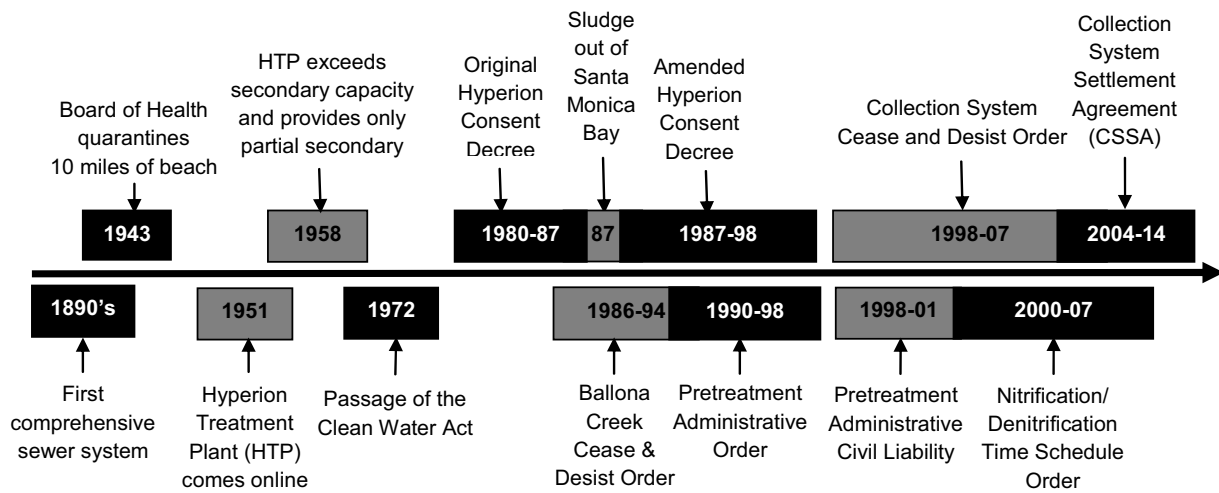 Board of Health
quarantines
10 miles of beach
HTP exceeds
secondary capacity
and provides only
partial secondary
Original
Hyperion
Consent
Decree
Sludge
out of
Santa
Monica
Bay
Amended
Hyperion
Consent
Decree
Collection System
Cease and Desist Order
Collection
System
Settlement
Agreement
(CSSA)
1943
1958
1980-87
87
1987-98
1998-07
2004-14
1890's
1951
1972
1986-94
1990-98
1998-01
2000-07
First
comprehensive
sewer system
Hyperion
Treatment
Plant (HTP)
comes online
Passage of the
Clean Water Act
Ballona
Creek
Cease &
Desist Order
Pretreatment
Administrative
Order
Pretreatment
Administrative
Civil Liability
Nitrification/
Denitrification
Time Schedule
Order